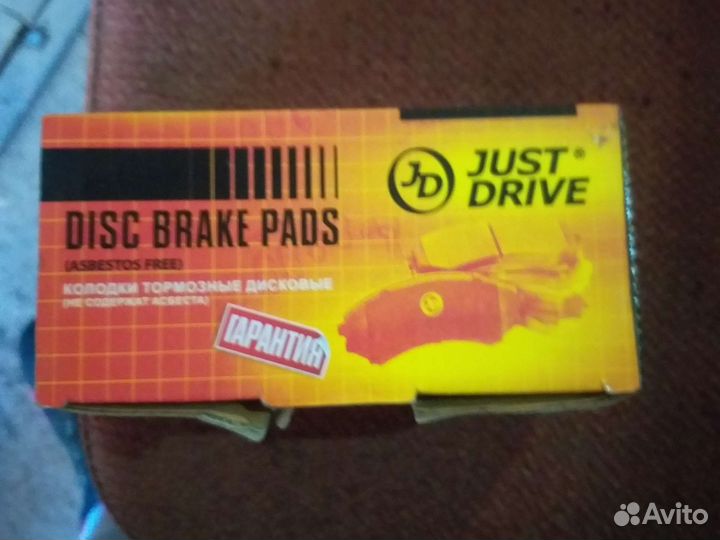 JD JUST®
DRIVE
DISC BRAKE PADS
(ASBESTOS FREE)
КОЛОДКИ ТОРМОЗНЫЕ ДИСКОВЫЕ
(НЕ СОДЕРЖАТ АСБЕСТА)
ГАРАНТИЯ
Avito